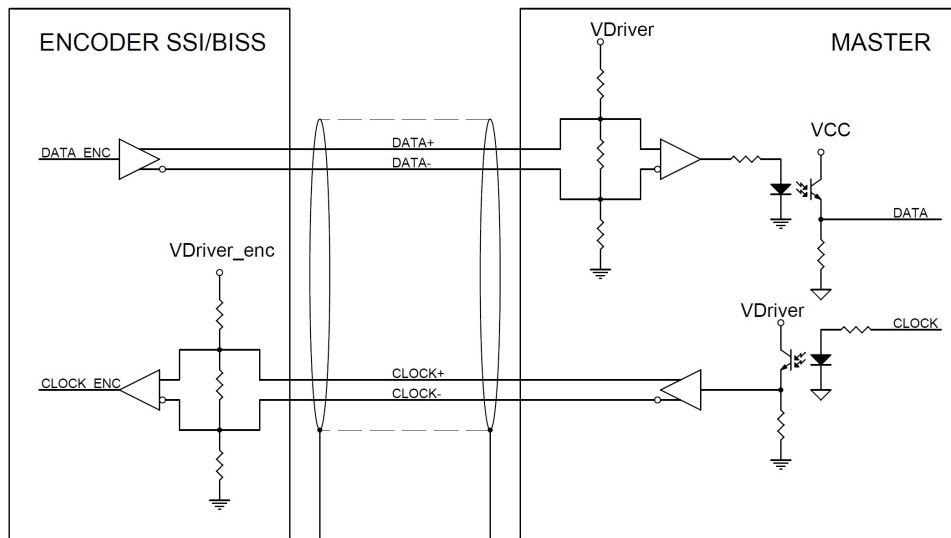 ENCODER SSI/BISS
MASTER
VDriver
VCC
DATA_ENC
DATA+
DATA-
DATA
VDriver_enc
VDriver
CLOCK
CLOCK_ENC
CLOCK+
CLOCK-